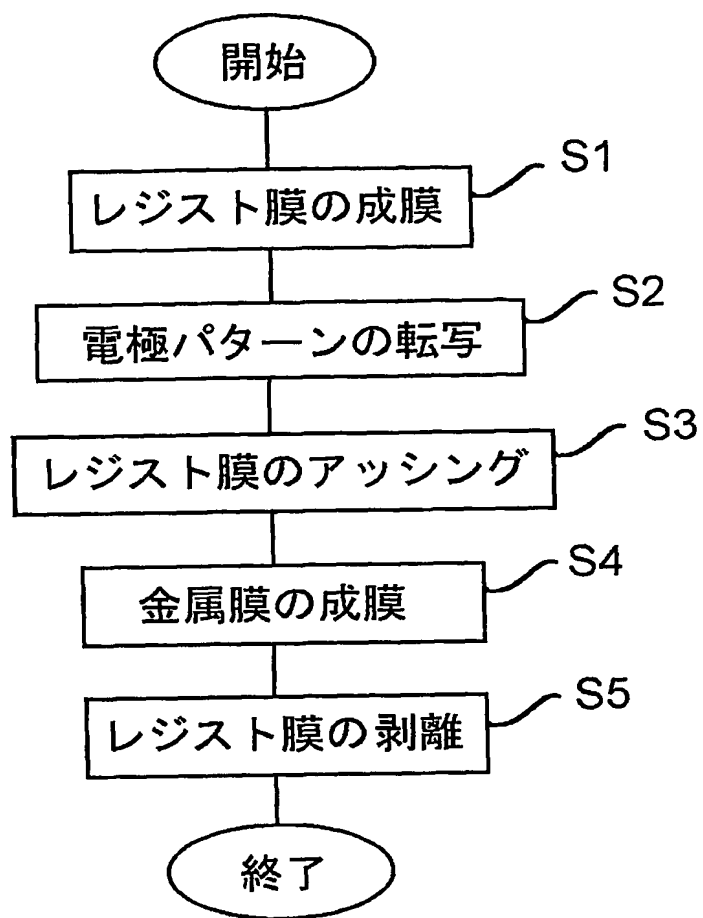 開始
S1
レジスト膜の成膜
S2
電極パターンの転写
S3
レジスト膜のアッシング
S4
金属膜の成膜
S5
レジスト膜の剥離
終了